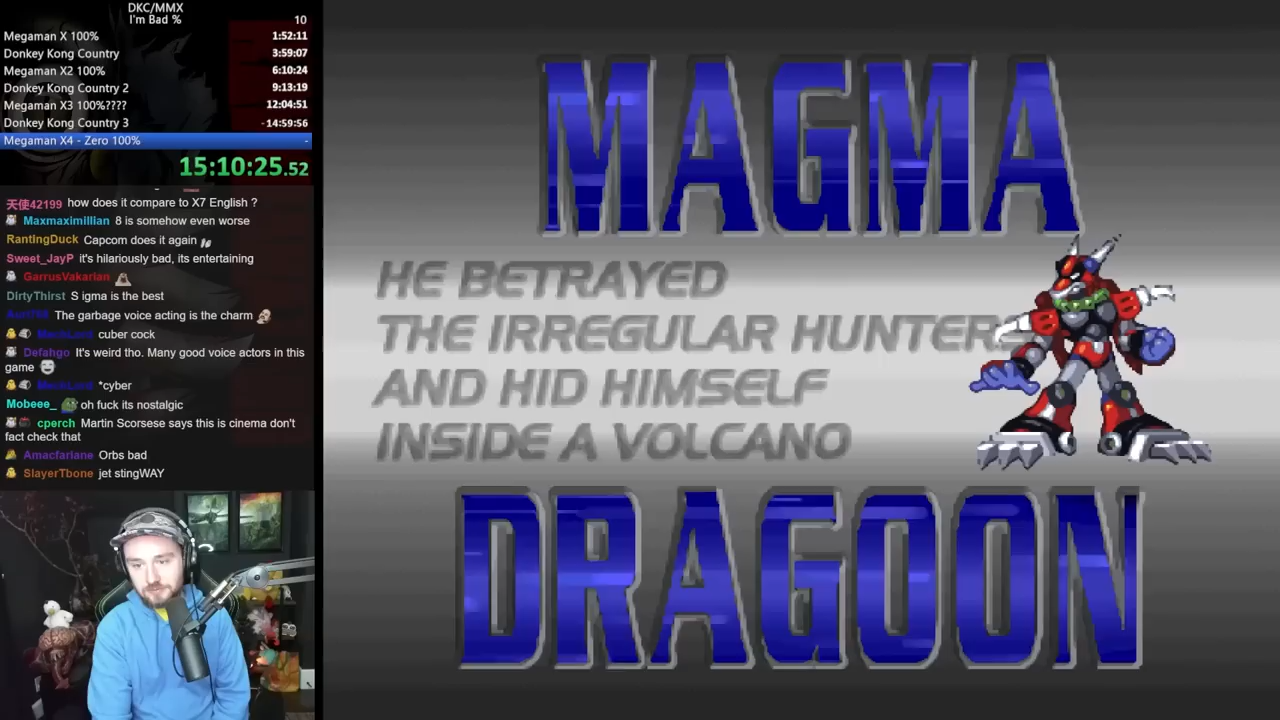 DKC/MMX
I'm Bad %
10
Megaman X 100% 1:52:11
Donkey Kong Country 3:59:07
Megaman X2 100% 6:10:24
Donkey Kong Country 2 9:13:19
Megaman X3 100%???? 12:04:51
Donkey Kong Country 3 - 14:59:56
Megaman X4 - Zero 100% -
15:10:25.52
天使42199 how does it compare to X7 English ?
Maxmaximillian 8 is somehow even worse
RantingDuck Capcom does it again
Sweet_JayP it's hilariously bad, its entertaining
GarrusVakarian
DirtyThirst S igma is the best
The garbage voice acting is the charm
cuber cock
Defahgo It's weird tho. Many good voice actors in this
game
*cyber
Mobeee_ oh fuck its nostalgic
cperch Martin Scorsese says this is cinema don't
fact check that
Amacfarlane Orbs bad
SlayerTbone jet stingWAY
MAGMA
HE BETRAYED
THE IRREGULAR HUNTERS
AND HID HIMSELF
INSIDE A VOLCANO
DRAGOON